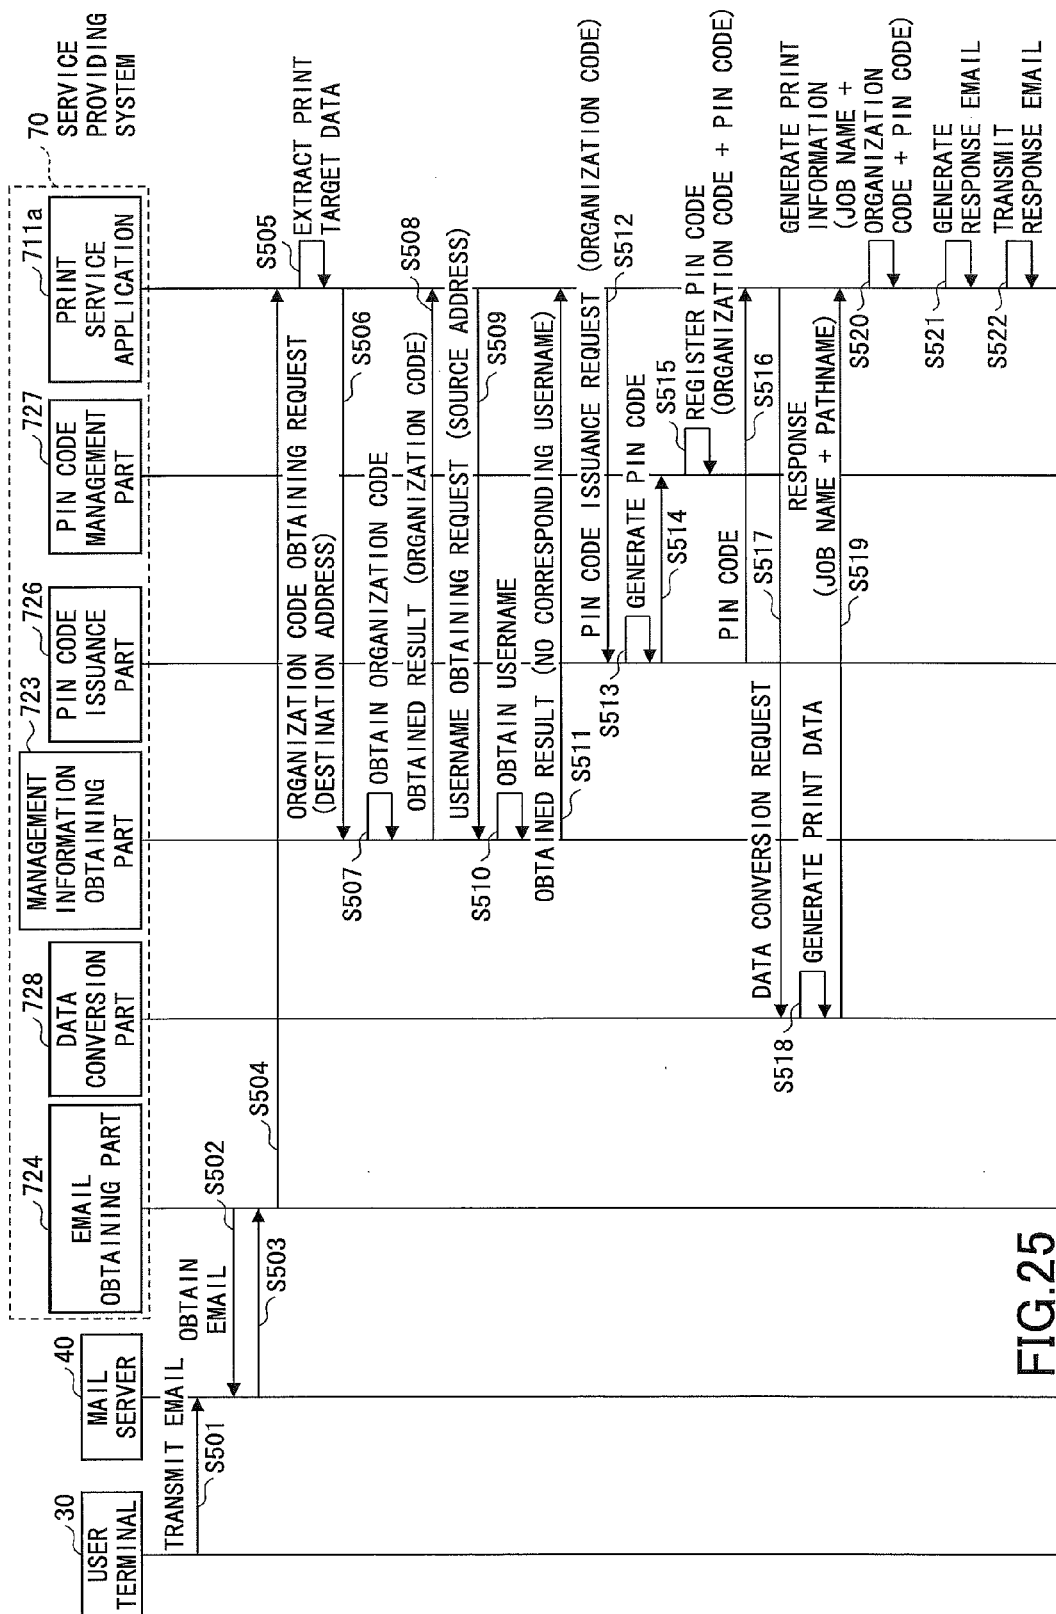 70
SERVICE
PROVIDING
SYSTEM
30
USER
TERMINAL
40
MAIL
SERVER
724
EMAIL
OBTAINING PART
728
DATA
CONVERSION
PART
723
MANAGEMENT
INFORMATION
OBTAINING
PART
726
PIN CODE
ISSUANCE
PART
727
PIN CODE
MANAGEMENT
PART
711a
PRINT
SERVICE
APPLICATION
TRANSMIT EMAIL
S501
OBTAIN
EMAIL
S502
S503
S504
S505
EXTRACT PRINT
TARGET DATA
ORGANIZATION CODE OBTAINING REQUEST
(DESTINATION ADDRESS)
S506
S507
OBTAIN ORGANIZATION CODE
OBTAINED RESULT (ORGANIZATION CODE)
S508
USERNAME OBTAINING REQUEST (SOURCE ADDRESS)
S509
S510
OBTAIN USERNAME
OBTAINED RESULT (NO CORRESPONDING USERNAME)
S511
PIN CODE ISSUANCE REQUEST (ORGANIZATION CODE)
S512
S513
GENERATE PIN CODE
S514
S515
REGISTER PIN CODE
(ORGANIZATION CODE + PIN CODE)
PIN CODE
S516
DATA CONVERSION REQUEST
S517
S518
GENERATE PRINT DATA
RESPONSE
(JOB NAME + PATHNAME)
S519
S520
GENERATE PRINT
INFORMATION
(JOB NAME +
ORGANIZATION
CODE + PIN CODE)
S521
GENERATE
RESPONSE EMAIL
S522
TRANSMIT
RESPONSE EMAIL
FIG.25